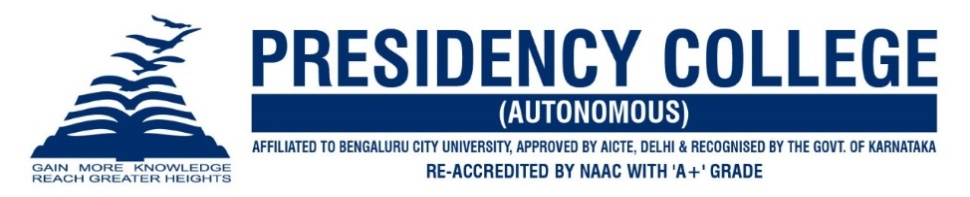 GAIN MORE KNOWLEDGE
REACH GREATER HEIGHTS
PRESIDENCY COLLEGE
(AUTONOMOUS)
AFFILIATED TO BENGALURU CITY UNIVERSITY, APPROVED BY AICTE, DELHI & RECOGNISED BY THE GOVT. OF KARNATAKA
RE-ACCREDITED BY NAAC WITH 'A+' GRADE